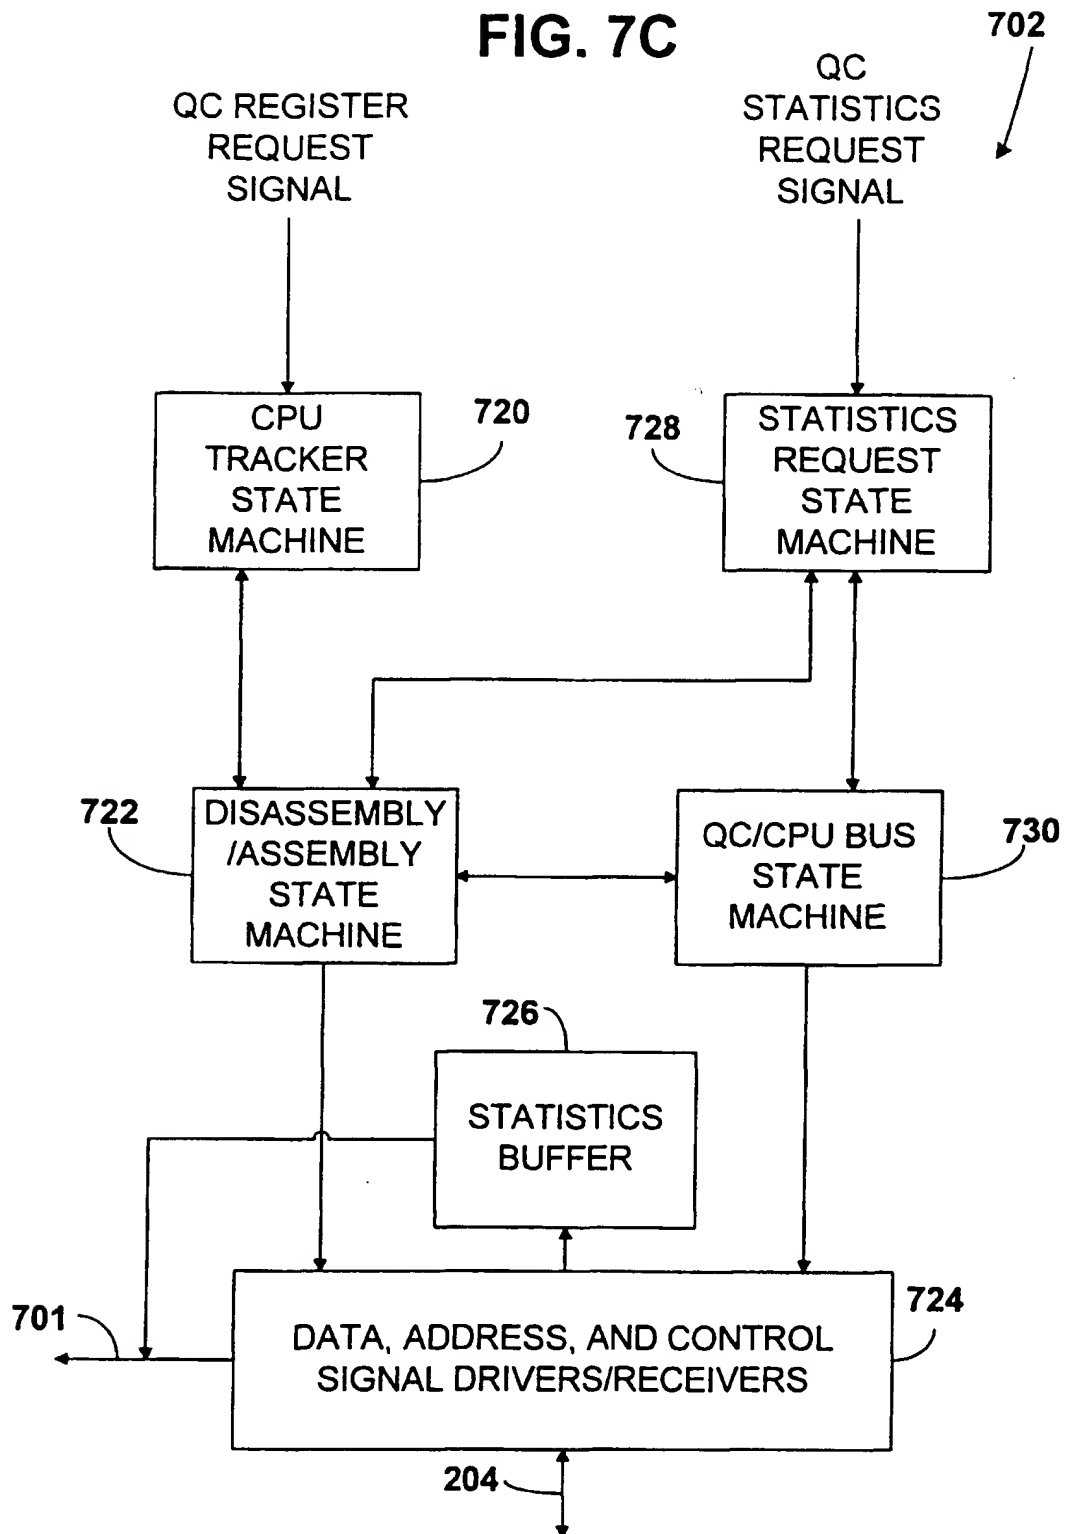 FIG. 7C
702
QC REGISTER
REQUEST
SIGNAL
QC
STATISTICS
REQUEST
SIGNAL
CPU
TRACKER
STATE
MACHINE
720
728
STATISTICS
REQUEST
STATE
MACHINE
722
DISASSEMBLY
/ASSEMBLY
STATE
MACHINE
QC/CPU BUS
STATE
MACHINE
730
726
STATISTICS
BUFFER
701
DATA, ADDRESS, AND CONTROL
SIGNAL DRIVERS/RECEIVERS
724
204